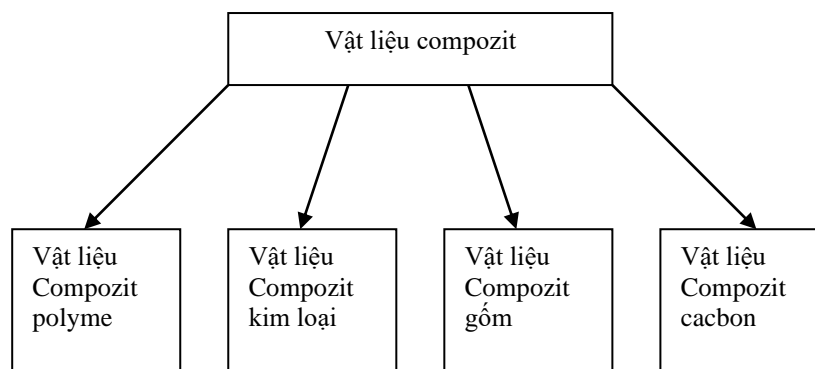 Vật liệu compozit
Vật liệu
Compozit
polyme
Vật liệu
Compozit
kim loại
Vật liệu
Compozit
gốm
Vật liệu
Compozit
cacbon